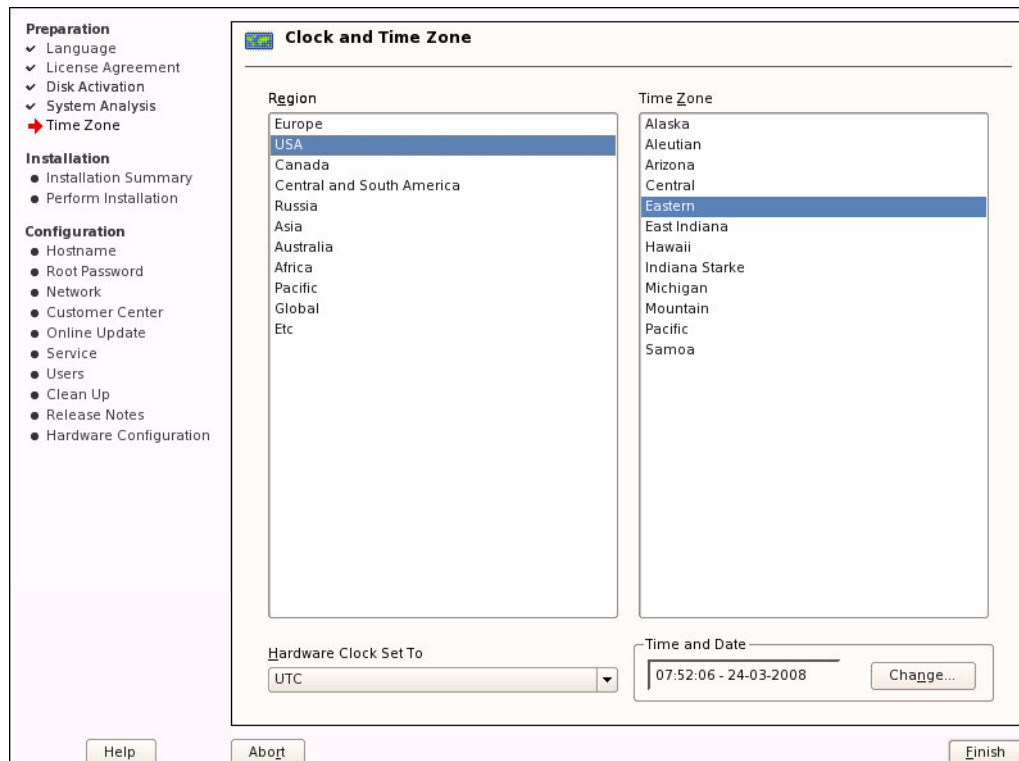 Preparation
Language
License Agreement
Disk Activation
System Analysis
Time Zone
Installation
Installation Summary
Perform Installation
Configuration
Hostname
Root Password
Network
Customer Center
Online Update
Service
Users
Clean Up
Release Notes
Hardware Configuration
Clock and Time Zone
Region
Europe
USA
Canada
Central and South America
Russia
Asia
Australia
Africa
Pacific
Global
Etc
Time Zone
Alaska
Aleutian
Arizona
Central
Eastern
East Indiana
Hawaii
Indiana Starke
Michigan
Mountain
Pacific
Samoa
Hardware Clock Set To
UTC
Time and Date
07:52:06 - 24-03-2008
Change...
Help
Abort
Finish